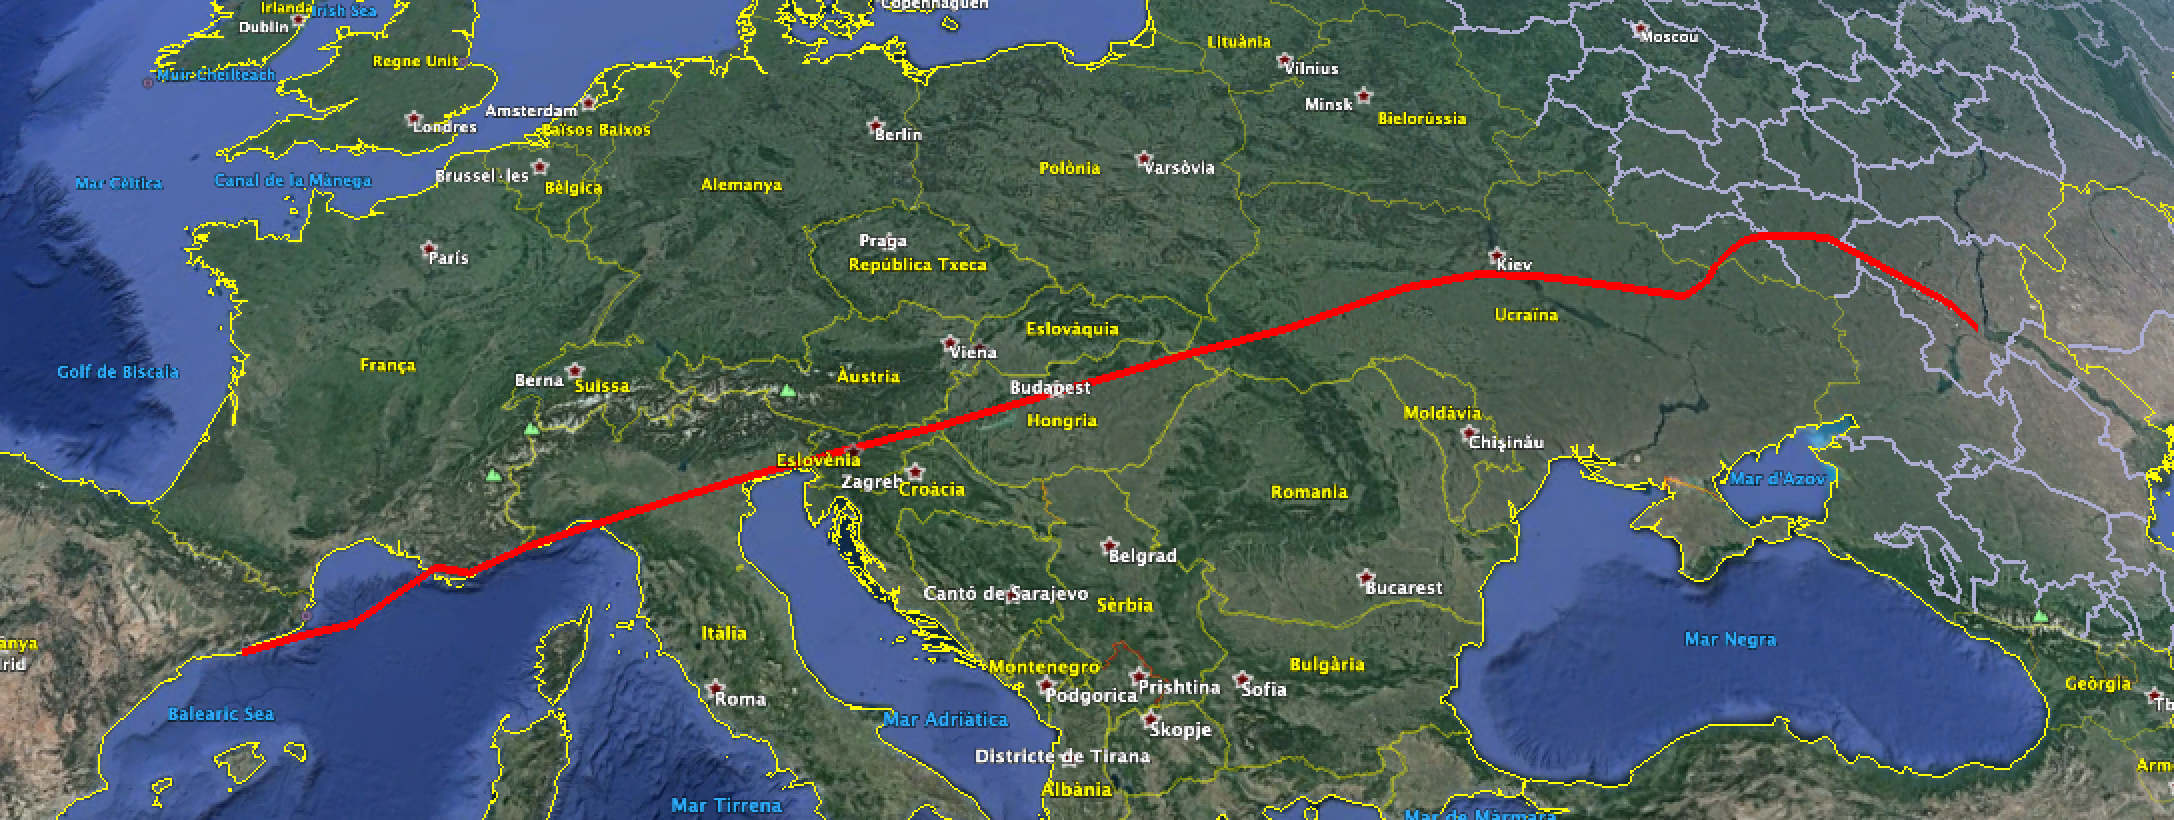 Copenhaguen
Irlanda
Irish Sea
Dublin
Moscou
Lituània
Regne Unit
Vilnius
Muir Cheilteach
Minsk
Amsterdam
Bielorússia
Londres
Països Baixos
Berlin
Polònia
Varsòvia
Brussel·les
Mar Cèltica
Canal de la Mànega
Bèlgica
Alemanya
Praga
París
República Txeca
Kiev
Ucraïna
Eslovàquia
Viena
França
Golf de Biscaia
Berna
Suïssa
Àustria
Budapest
Hongria
Moldàvia
Chișinău
Eslovènia
Zagreb
Croàcia
Romania
Mar d'Azov
Belgrad
Bucarest
Cantó de Sarajevo
Sèrbia
Itàlia
Mar Negra
anya
rid
Montenegro
Bulgària
Podgorica
Prishtina
Sofia
Geòrgia
Roma
Tb
Balearic Sea
Mar Adriàtica
Skopje
Districte de Tirana
Arm
Albània
Mar Tirrena
Mar de Màrmara